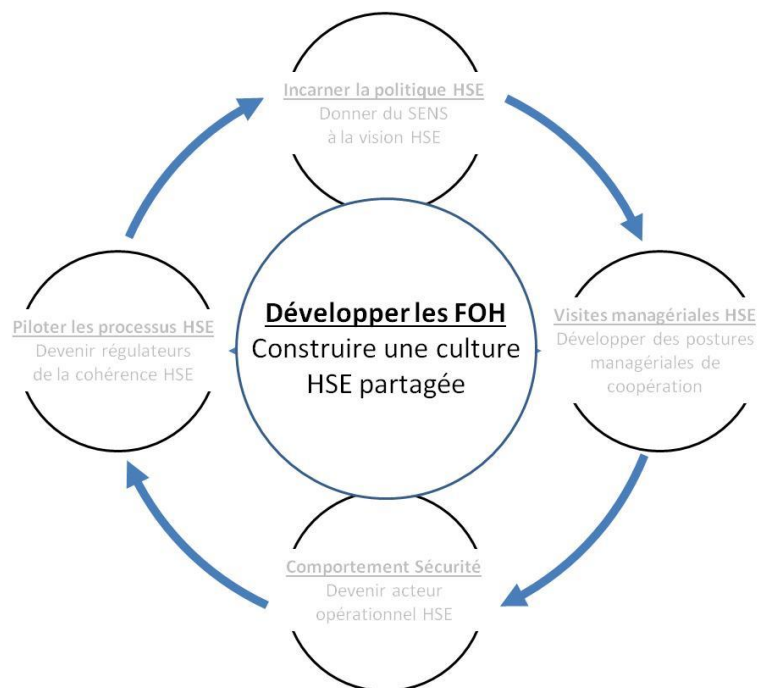 Incarner la politique HSE
Donner du SENS
à la vision HSE
Développer les FOH
Construire une culture
HSE partagée
Visites managériales HSE
Développer des postures
managériales de
coopération
Comportement Sécurité
Devenir acteur
opérationnel HSE
Piloter les processus HSE
Devenir régulateurs
de la cohérence HSE